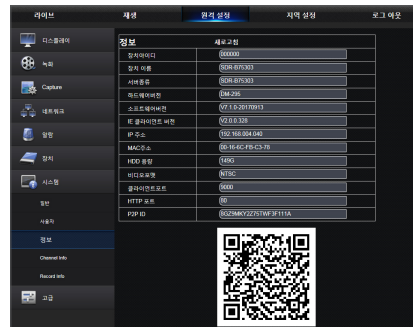 라이브 재생 원격 설정 지역 설정 로그 아웃
디스플레이
녹화
Capture
네트워크
알람
장치
시스템
일반
사용자
정보
Channel Info
Record Info
고급
정보 새로고침
장치아이디 000000
장치 이름 SDR-B75303
서버종류 SDR-B75303
하드웨어버전 DM-295
소프트웨어버전 V7.1.0-20170913
IE 클라이언트 버전 V2.0.0.328
IP 주소 192.168.004.040
MAC주소 00-16-6C-FB-C3-78
HDD 용량 149G
비디오포맷 NTSC
클라이언트포트 9000
HTTP 포트 80
P2P ID 8GZ9MKY2Z75TWF3F111A